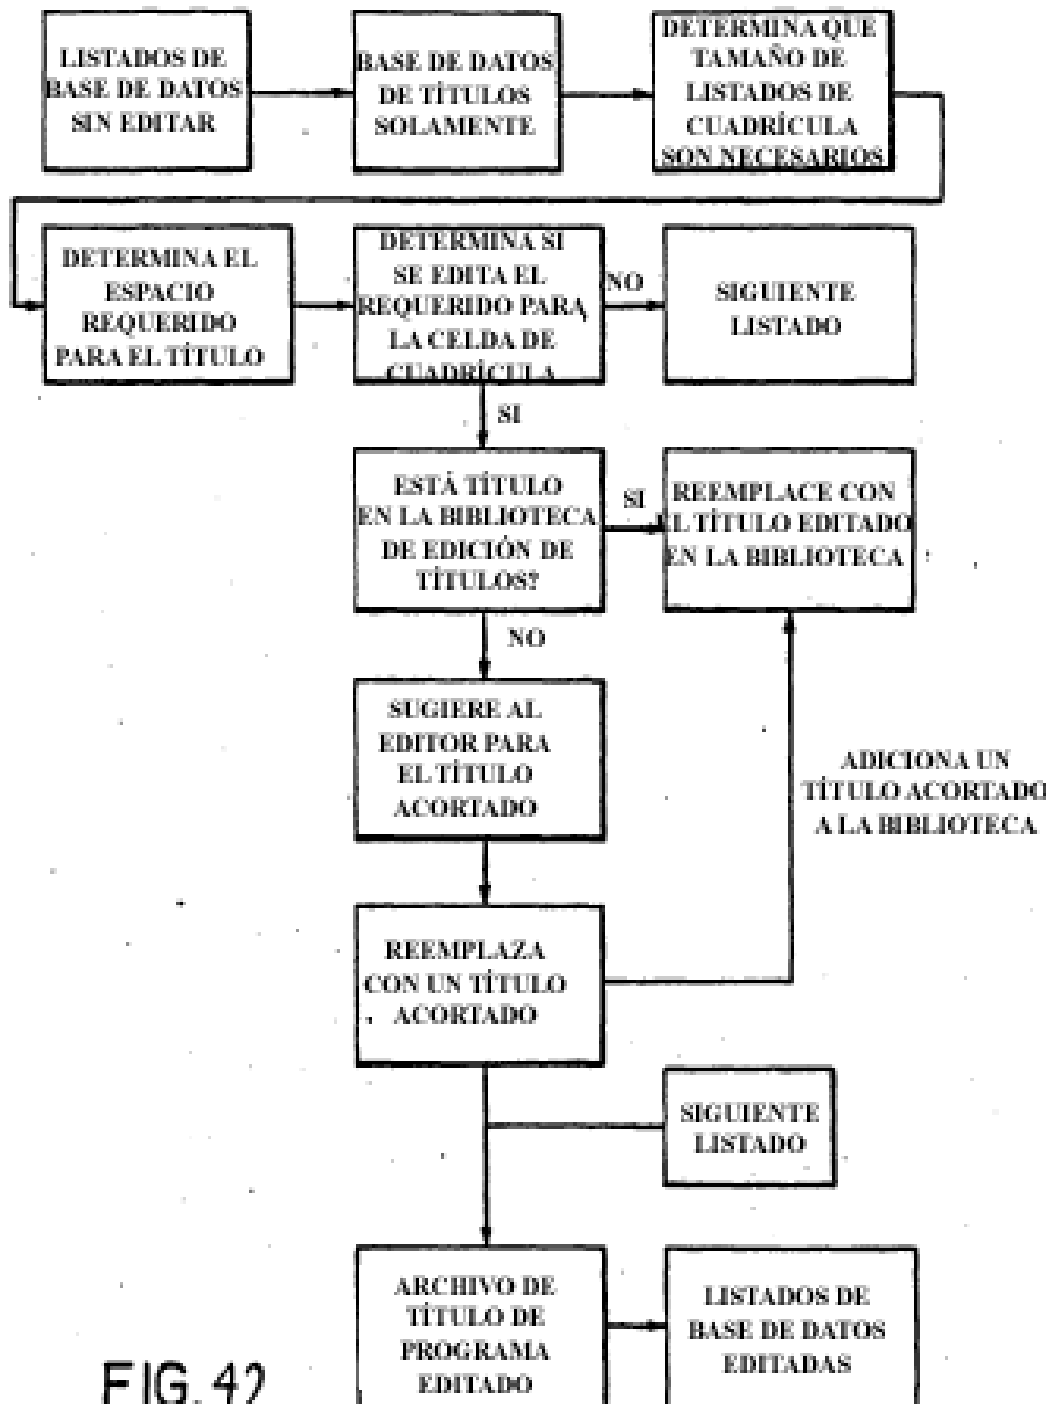 LISTADOS DE
BASE DE DATOS
SIN EDITAR
BASE DE DATOS
DE TÍTULOS
SOLAMENTE
DETERMINA QUE
TAMAÑO DE
LISTADOS DE
CUADRÍCULA
SON NECESARIOS
DETERMINA EL
ESPACIO
REQUERIDO
PARA EL TÍTULO
DETERMINA SI
SE EDITA EL
REQUERIDO PARA
LA CELDA DE
CUADRÍCULA
NO
SIGUIENTE
LISTADO
SI
ESTÁ TÍTULO
EN LA BIBLIOTECA
DE EDICIÓN DE
TÍTULOS?
SI
REEMPLACE CON
EL TÍTULO EDITADO
EN LA BIBLIOTECA
NO
SUGIERE AL
EDITOR PARA
EL TÍTULO
ACORTADO
ADICIONA UN
TÍTULO ACORTADO
A LA BIBLIOTECA
REEMPLAZA
CON UN TÍTULO
ACORTADO
SIGUIENTE
LISTADO
ARCHIVO DE
TÍTULO DE
PROGRAMA
EDITADO
LISTADOS DE
BASE DE DATOS
EDITADAS
FIG. 42